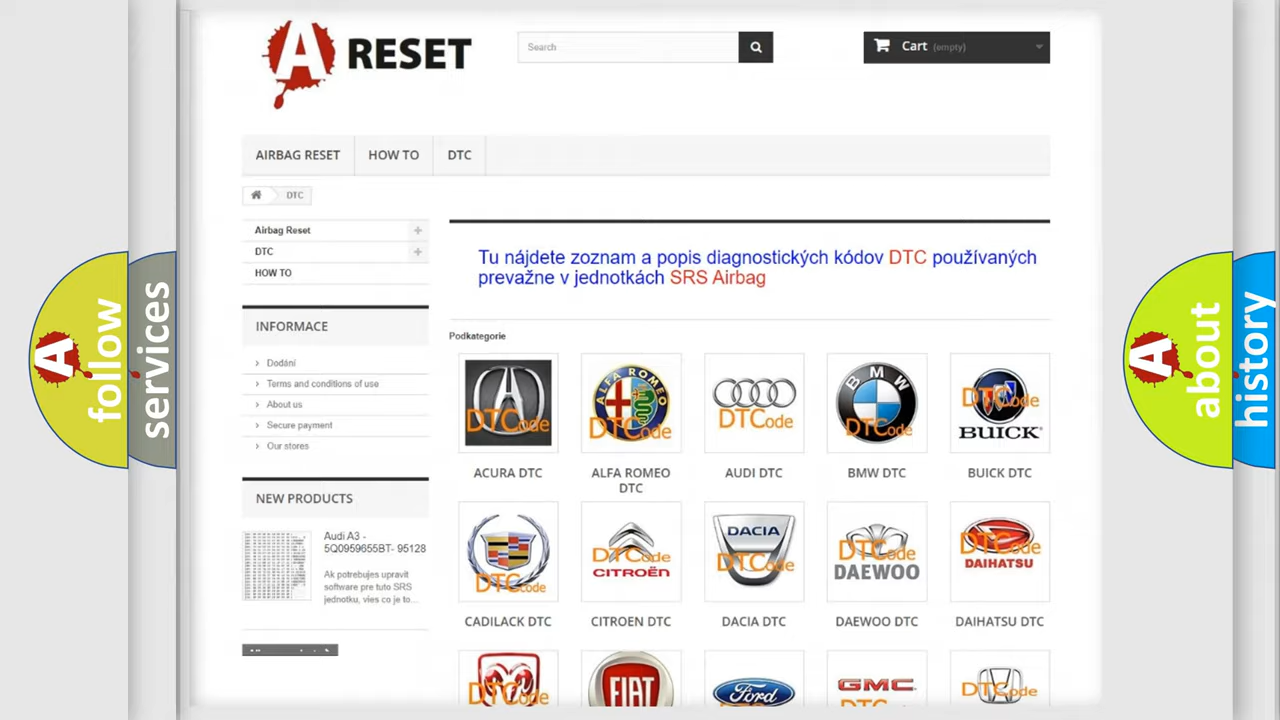 A RESET
Search
Cart (empty)
AIRBAG RESET
HOW TO
DTC
DTC
Airbag Reset
DTC
HOW TO
INFORMACE
Dodání
Terms and conditions of use
About us
Secure payment
Our stores
NEW PRODUCTS
Audi A3 -
5Q0959655BT- 95128
Ak potrebujes upravit
software pre tuto SRS
jednotku, vies co je to...
Tu nájdete zoznam a popis diagnostických kódov DTC používaných
prevažne v jednotkách SRS Airbag
Podkategorie
DTCode
ALFA ROMEO
DTCode
DTCode
BMW
DTCode
DTCode
BUICK
ACURA DTC
ALFA ROMEO
DTC
AUDI DTC
BMW DTC
BUICK DTC
DTCode
DTCode
CITROËN
DACIA
DTCode
DTCode
DAEWOO
DTCode
DAIHATSU
CADILACK DTC
CITROEN DTC
DACIA DTC
DAEWOO DTC
DAIHATSU DTC
DTCode
FIAT
Ford
GMC
DTCode
A follow
services
A about
history